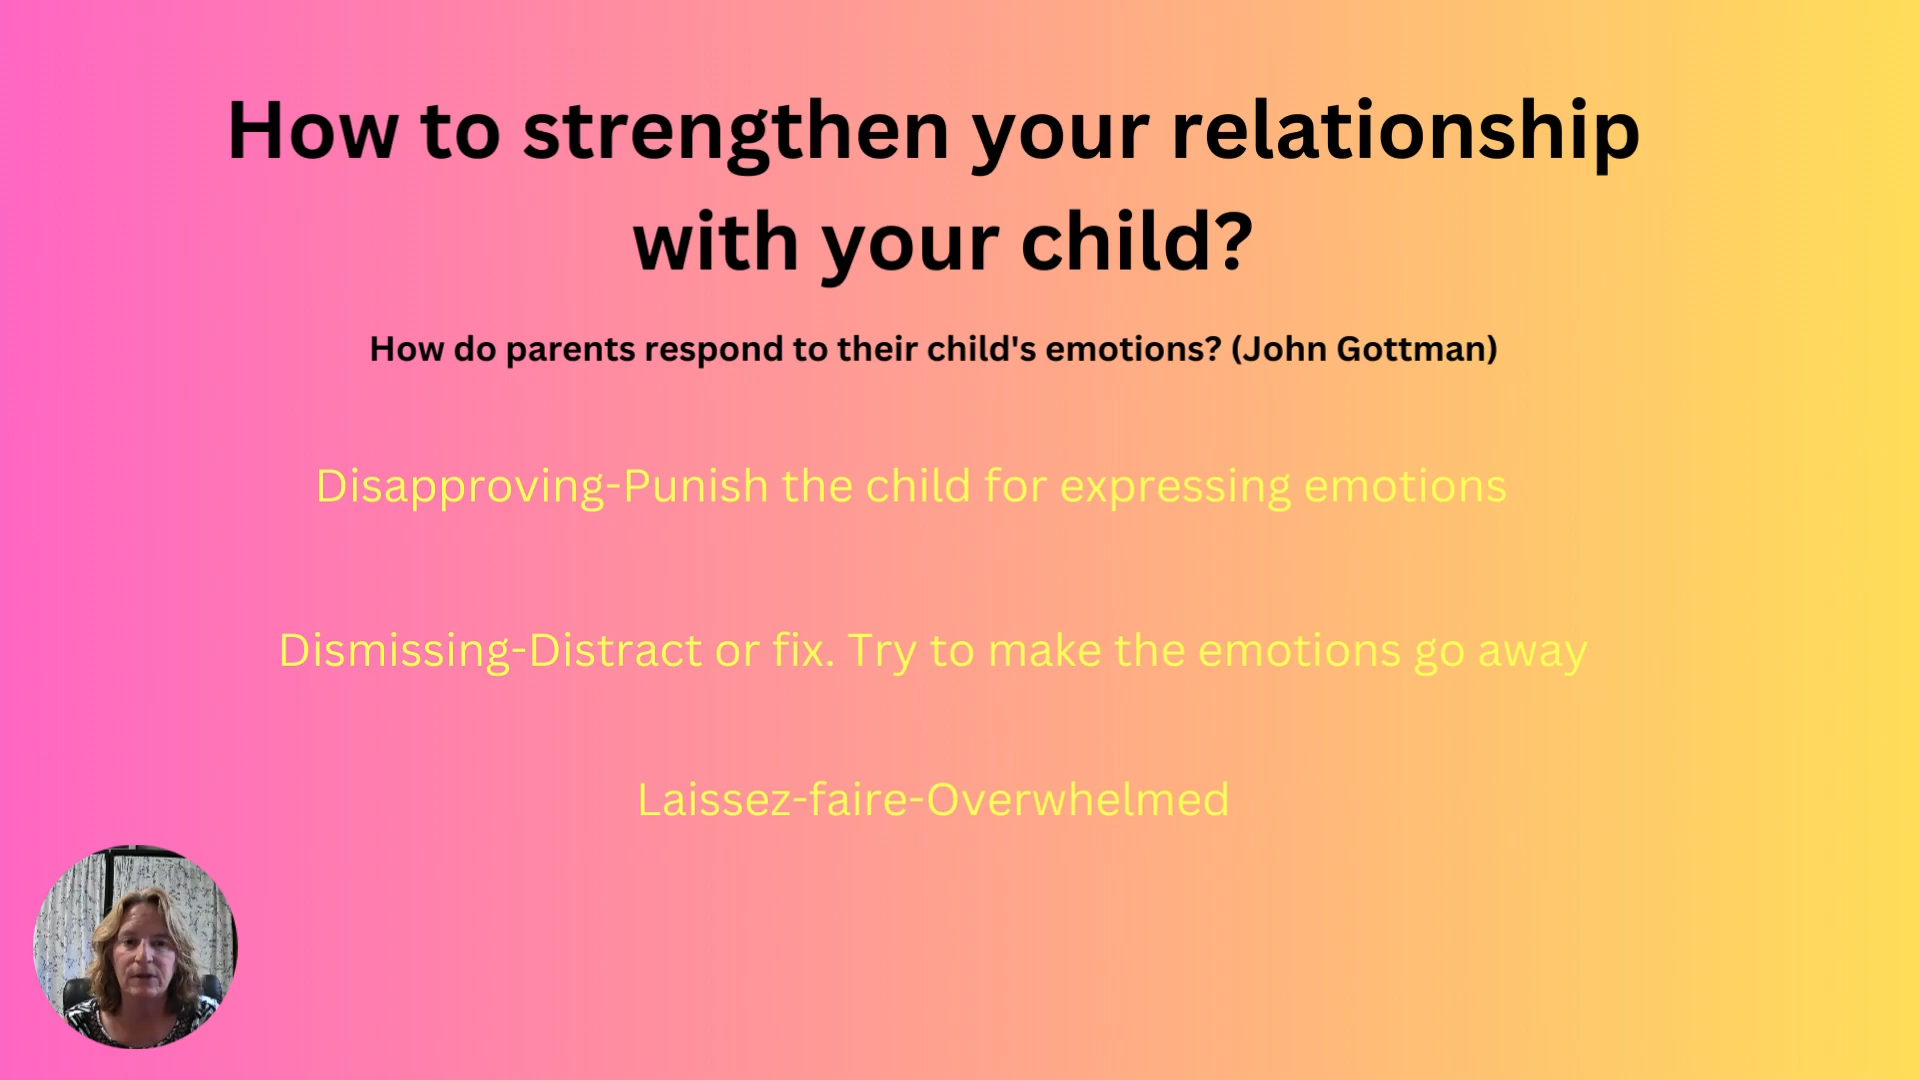 How to strengthen your relationship
with your child?
How do parents respond to their child's emotions? (John Gottman)
Disapproving-Punish the child for expressing emotions
Dismissing-Distract or fix. Try to make the emotions go away
Laissez-faire-Overwhelmed